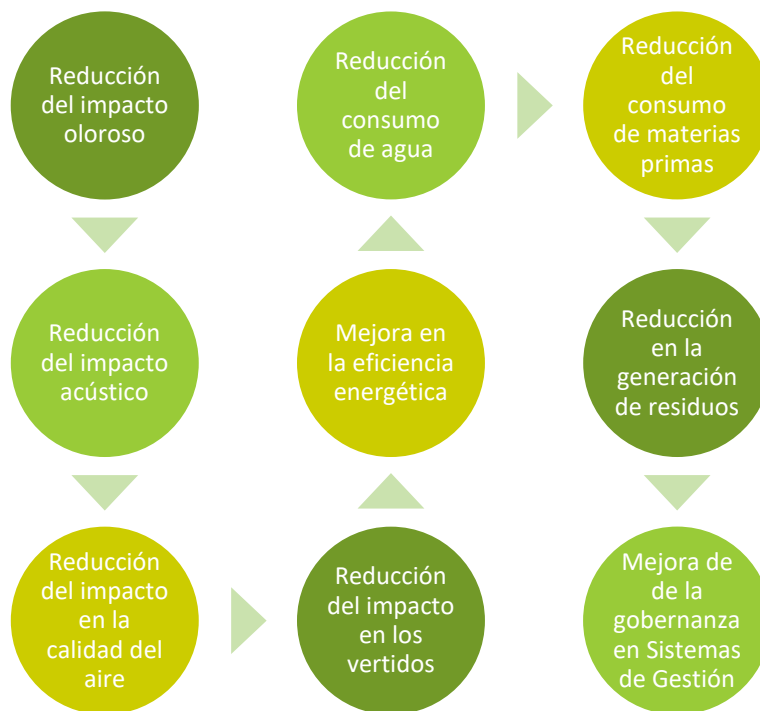 Reducción
del impacto
oloroso
Reducción
del impacto
acústico
Reducción
del impacto
en la
calidad del
aire
Reducción
del impacto
en los
vertidos
Mejora en
la eficiencia
energética
Reducción
del
consumo
de agua
Reducción
del
consumo
de materias
primas
Reducción
en la
generación
de residuos
Mejora de
de la
gobernanza
en Sistemas
de Gestión